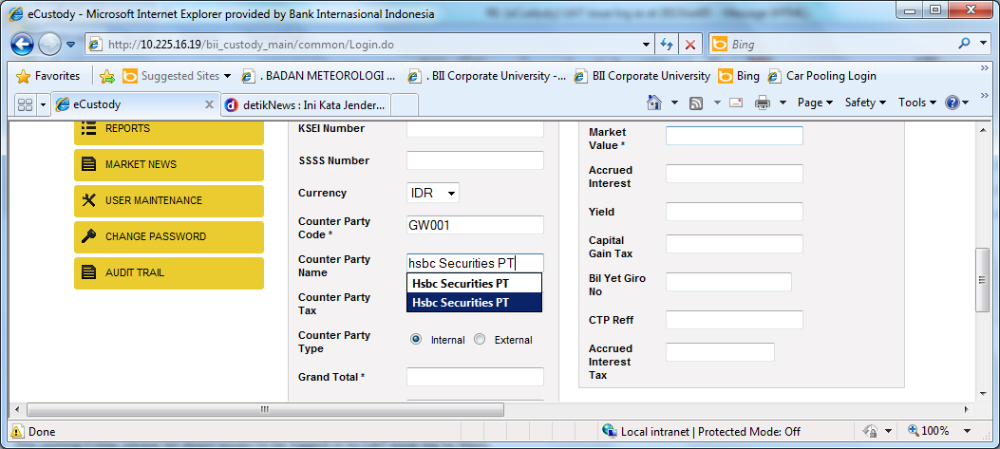 eCustody - Microsoft Internet Explorer provided by Bank Internasional Indonesia
http://10.225.16.19/bii_custody_main/common/Login.do
Bing
Favorites
Suggested Sites
. BADAN METEOROLOGI ...
. BII Corporate University -...
BII Corporate University
Bing
Car Pooling Login
eCustody
detikNews : Ini Kata Jender...
Page
Safety
Tools
REPORTS
MARKET NEWS
USER MAINTENANCE
CHANGE PASSWORD
AUDIT TRAIL
KSEI Number
SSSS Number
Currency
IDR
Counter Party
Code *
GW001
Counter Party
Name
hsbc Securities PT
Hsbc Securities PT
Hsbc Securities PT
Counter Party
Tax
Counter Party
Type
Internal
External
Grand Total *
Market
Value *
Accrued
Interest
Yield
Capital
Gain Tax
Bil Yet Giro
No
CTP Reff
Accrued
Interest
Tax
Done
Local intranet | Protected Mode: Off
100%